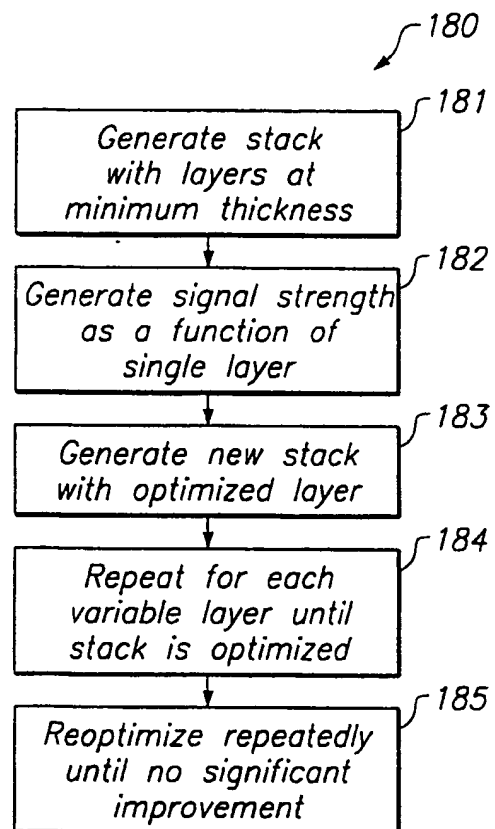 180
181
Generate stack
with layers at
minimum thickness
182
Generate signal strength
as a function of
single layer
183
Generate new stack
with optimized layer
184
Repeat for each
variable layer until
stack is optimized
185
Reoptimize repeatedly
until no significant
improvement